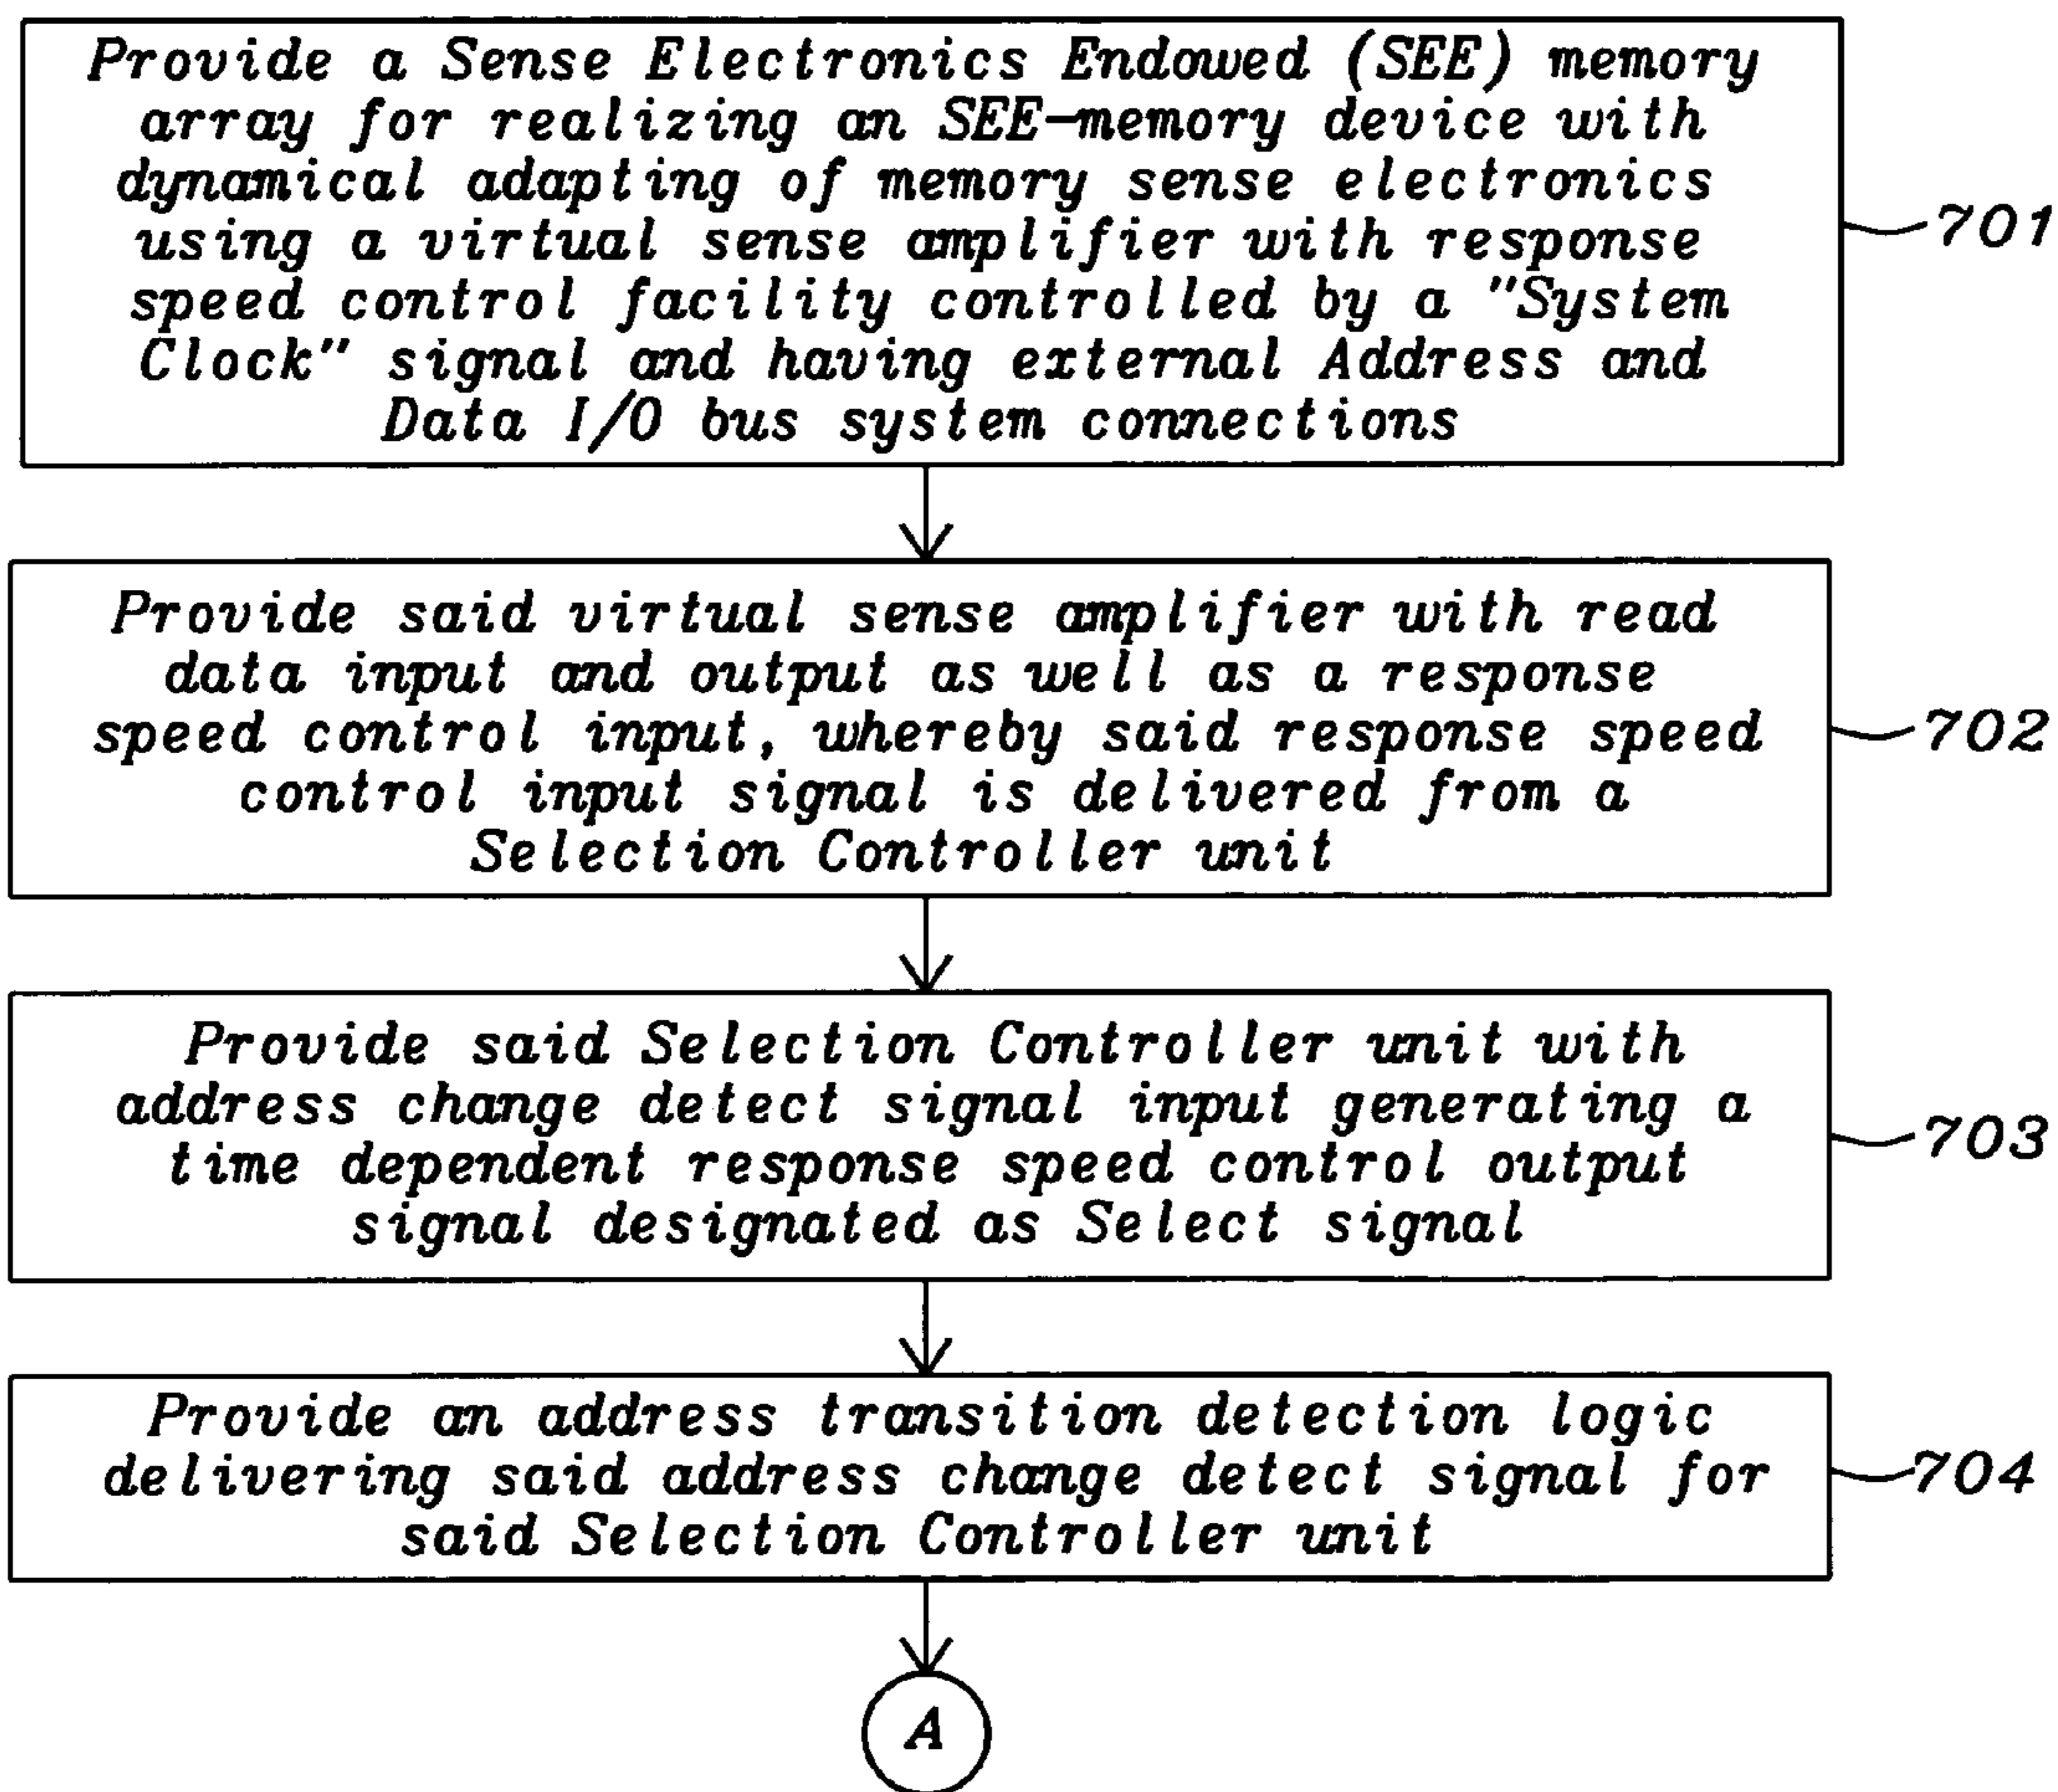 Provide a Sense Electronics Endowed (SEE) memory
array for realizing an SEE-memory device with
dynamical adapting of memory sense electronics
using a virtual sense amplifier with response
speed control facility controlled by a "System
Clock" signal and having external Address and
Data I/O bus system connections
701
Provide said virtual sense amplifier with read
data input and output as well as a response
speed control input, whereby said response speed
control input signal is delivered from a
Selection Controller unit
702
Provide said Selection Controller unit with
address change detect signal input generating a
time dependent response speed control output
signal designated as Select signal
703
Provide an address transition detection logic
delivering said address change detect signal for
said Selection Controller unit
704
A